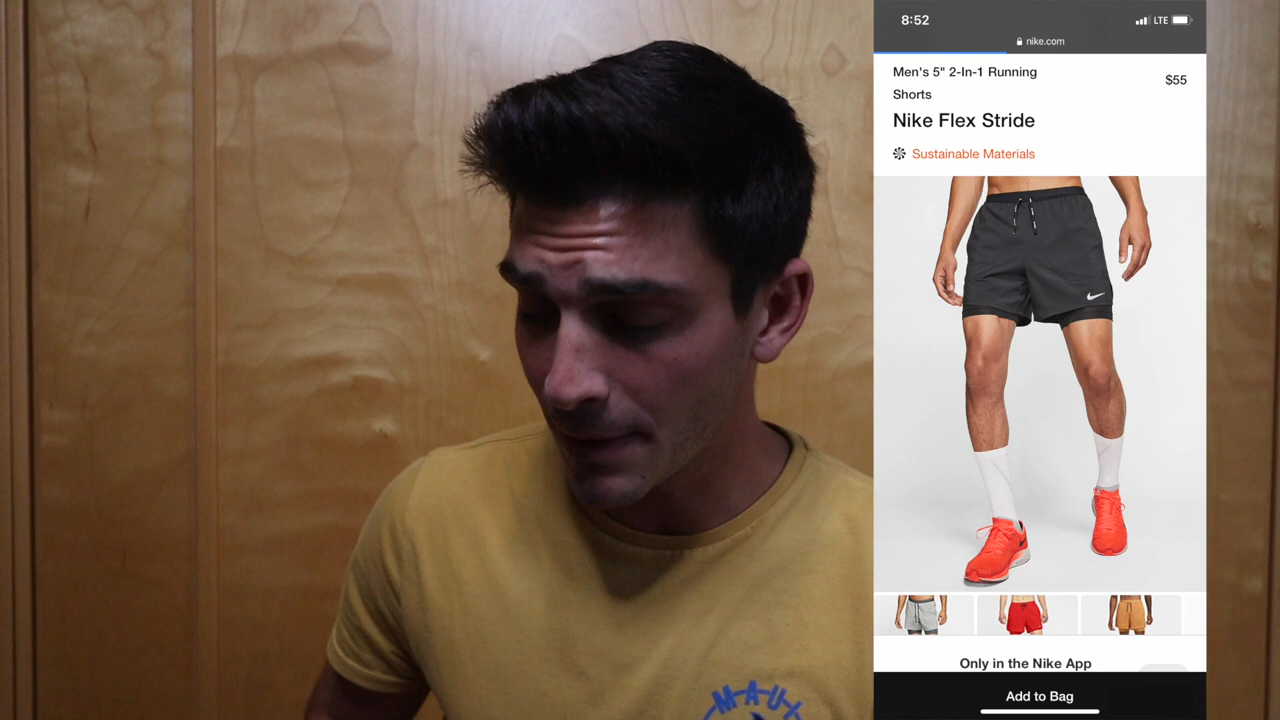 8:52
LTE
nike.com
Men's 5" 2-In-1 Running
Shorts
$55
Nike Flex Stride
Sustainable Materials
Only in the Nike App
Add to Bag
MAUI